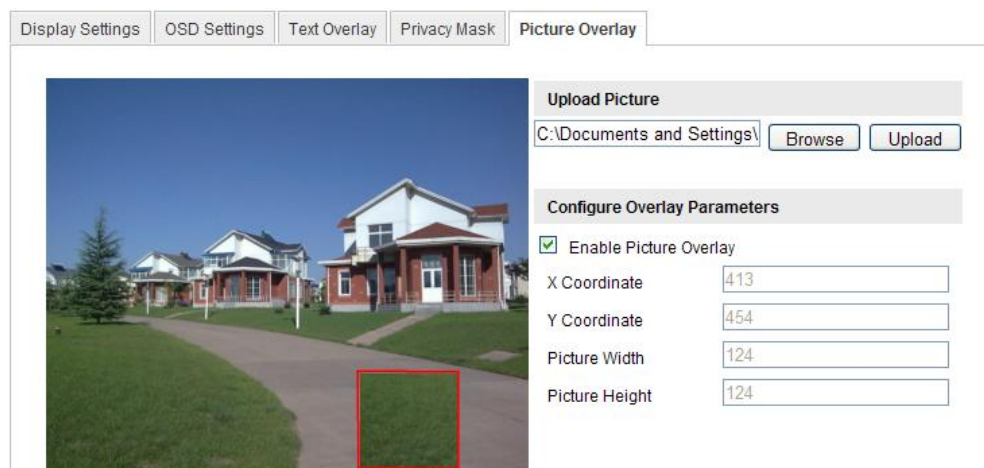 Display Settings OSD Settings Text Overlay Privacy Mask Picture Overlay
Upload Picture
C:\Documents and Settings\ Browse Upload
Configure Overlay Parameters
Enable Picture Overlay
X Coordinate 413
Y Coordinate 454
Picture Width 124
Picture Height 124